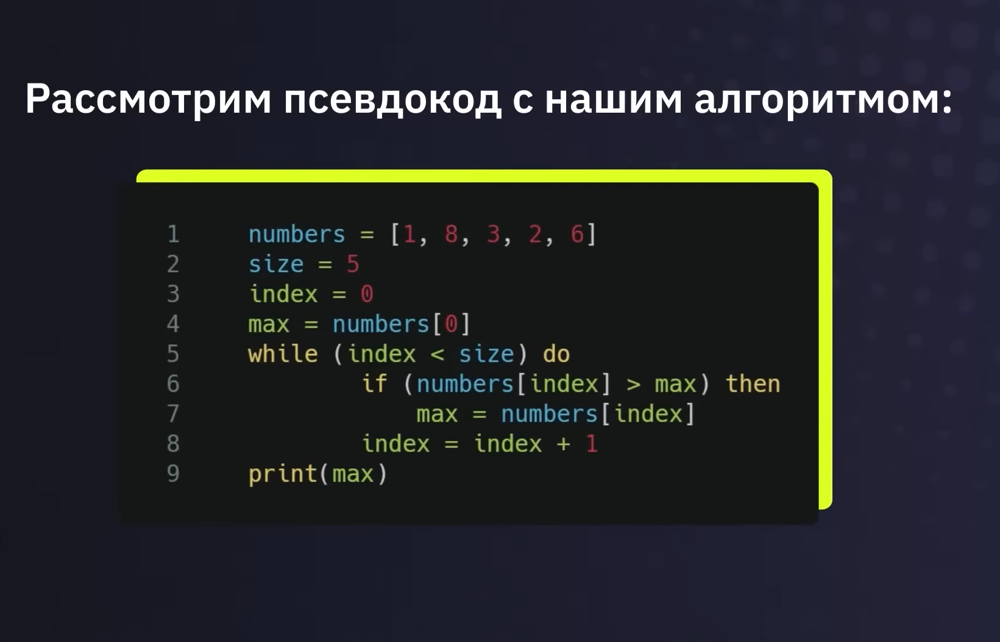 Рассмотрим псевдокод с нашим алгоритмом:
1 numbers = [1, 8, 3, 2, 6]
2 size = 5
3 index = 0
4 max = numbers[0]
5 while (index < size) do
6 if (numbers[index] > max) then
7 max = numbers[index]
8 index = index + 1
9 print(max)